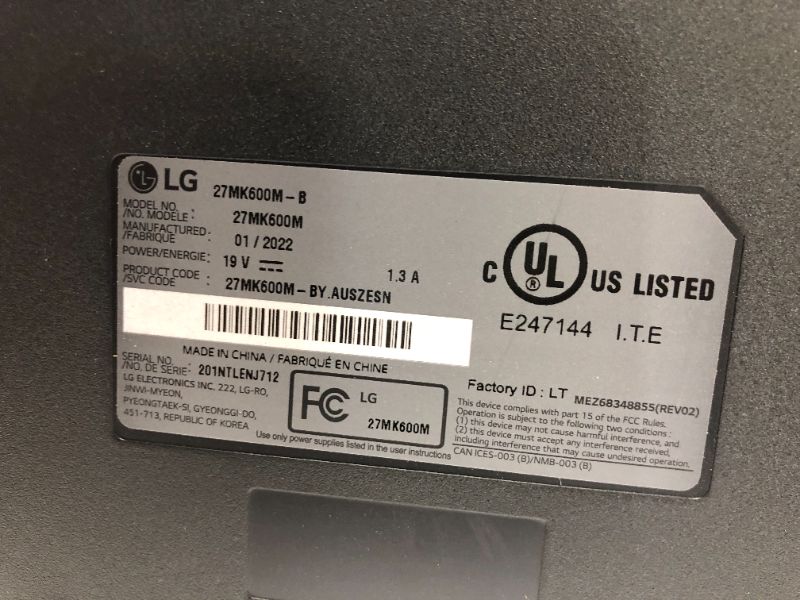 LG 27MK600M-B
MODEL NO.
/NO. MODÈLE : 27MK600M
MANUFACTURED
/FABRIQUÉ : 01 / 2022
POWER/ENERGIE: 19 V 1.3 A
PRODUCT CODE
/SVC CODE : 27MK600M-BY.AUSZESN
MADE IN CHINA / FABRIQUÉ EN CHINE
SERIAL NO.
/NO. DE SERIE: 201NTLENJ712
LG ELECTRONICS INC, 222, LG-RO,
JINWI-MYEON,
PYEONGTAEK-SI, GYEONGGI-DO,
451-713, REPUBLIC OF KOREA
FC LG
27MK600M
Use only power supplies listed in the user instructions
C UL ® US LISTED
E247144 I.T.E
Factory ID : LT MEZ68348855(REV02)
This device complies with part 15 of the FCC Rules.
Operation is subject to the following two conditions :
(1) this device may not cause harmful interference, and
(2) this device must accept any interference received,
including interference that may cause undesired operation.
CAN ICES-003 (B)/NMB-003 (B)